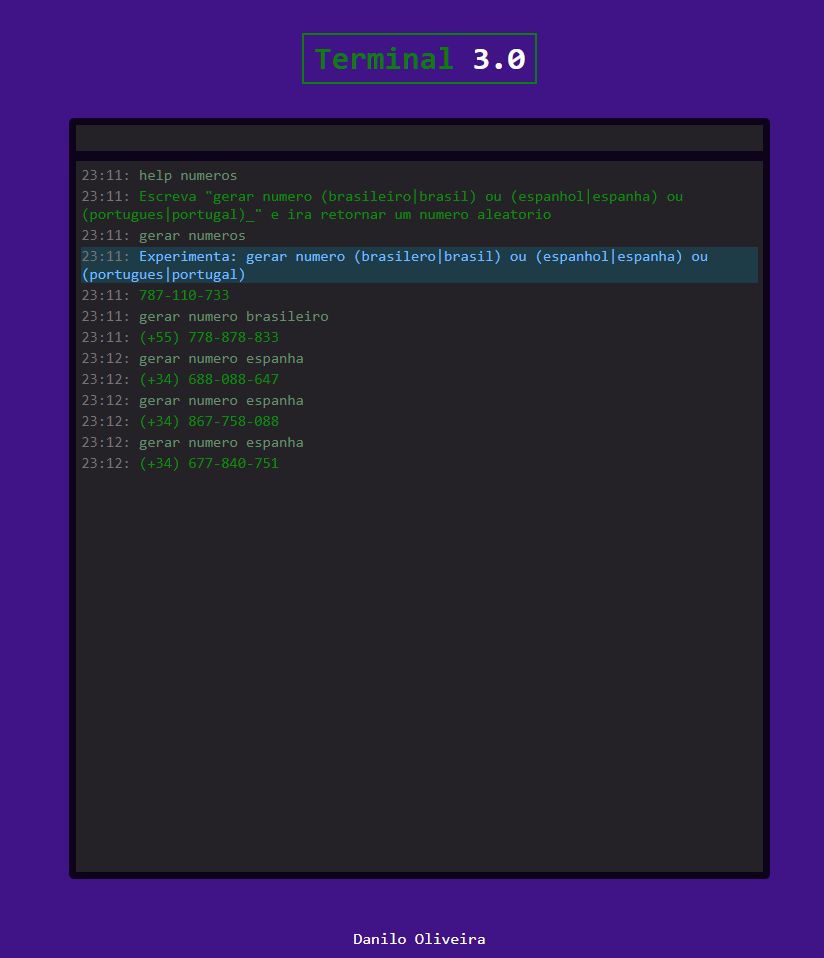 Terminal 3.0
23:11: help numeros
23:11: Escreva "gerar numero (brasileiro|brasil) ou (espanhol|espanha) ou
(portugues|portugal)_" e ira retornar um numero aleatorio
23:11: gerar numeros
23:11: Experimenta: gerar numero (brasilero|brasil) ou (espanhol|espanha) ou
(portugues|portugal)
23:11: 787-110-733
23:11: gerar numero brasileiro
23:11: (+55) 778-878-833
23:12: gerar numero espanha
23:12: (+34) 688-088-647
23:12: gerar numero espanha
23:12: (+34) 867-758-088
23:12: gerar numero espanha
23:12: (+34) 677-840-751
Danilo Oliveira